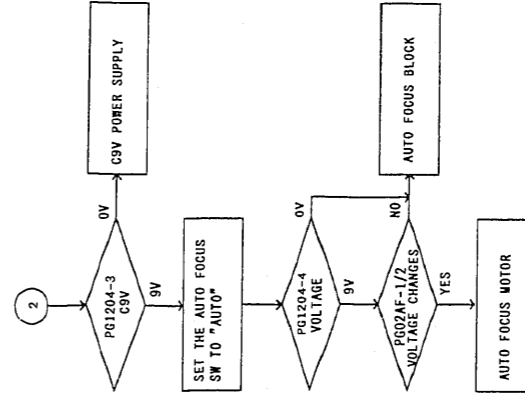 2
PG1204-3
C9V
0V
C9V POWER SUPPLY
9V
SET THE AUTO FOCUS
SW TO "AUTO"
PG1204-4
VOLTAGE
0V
9V
PG02AF-1/2
VOLTAGE CHANGES
NO
AUTO FOCUS BLOCK
YES
AUTO FOCUS MOTOR